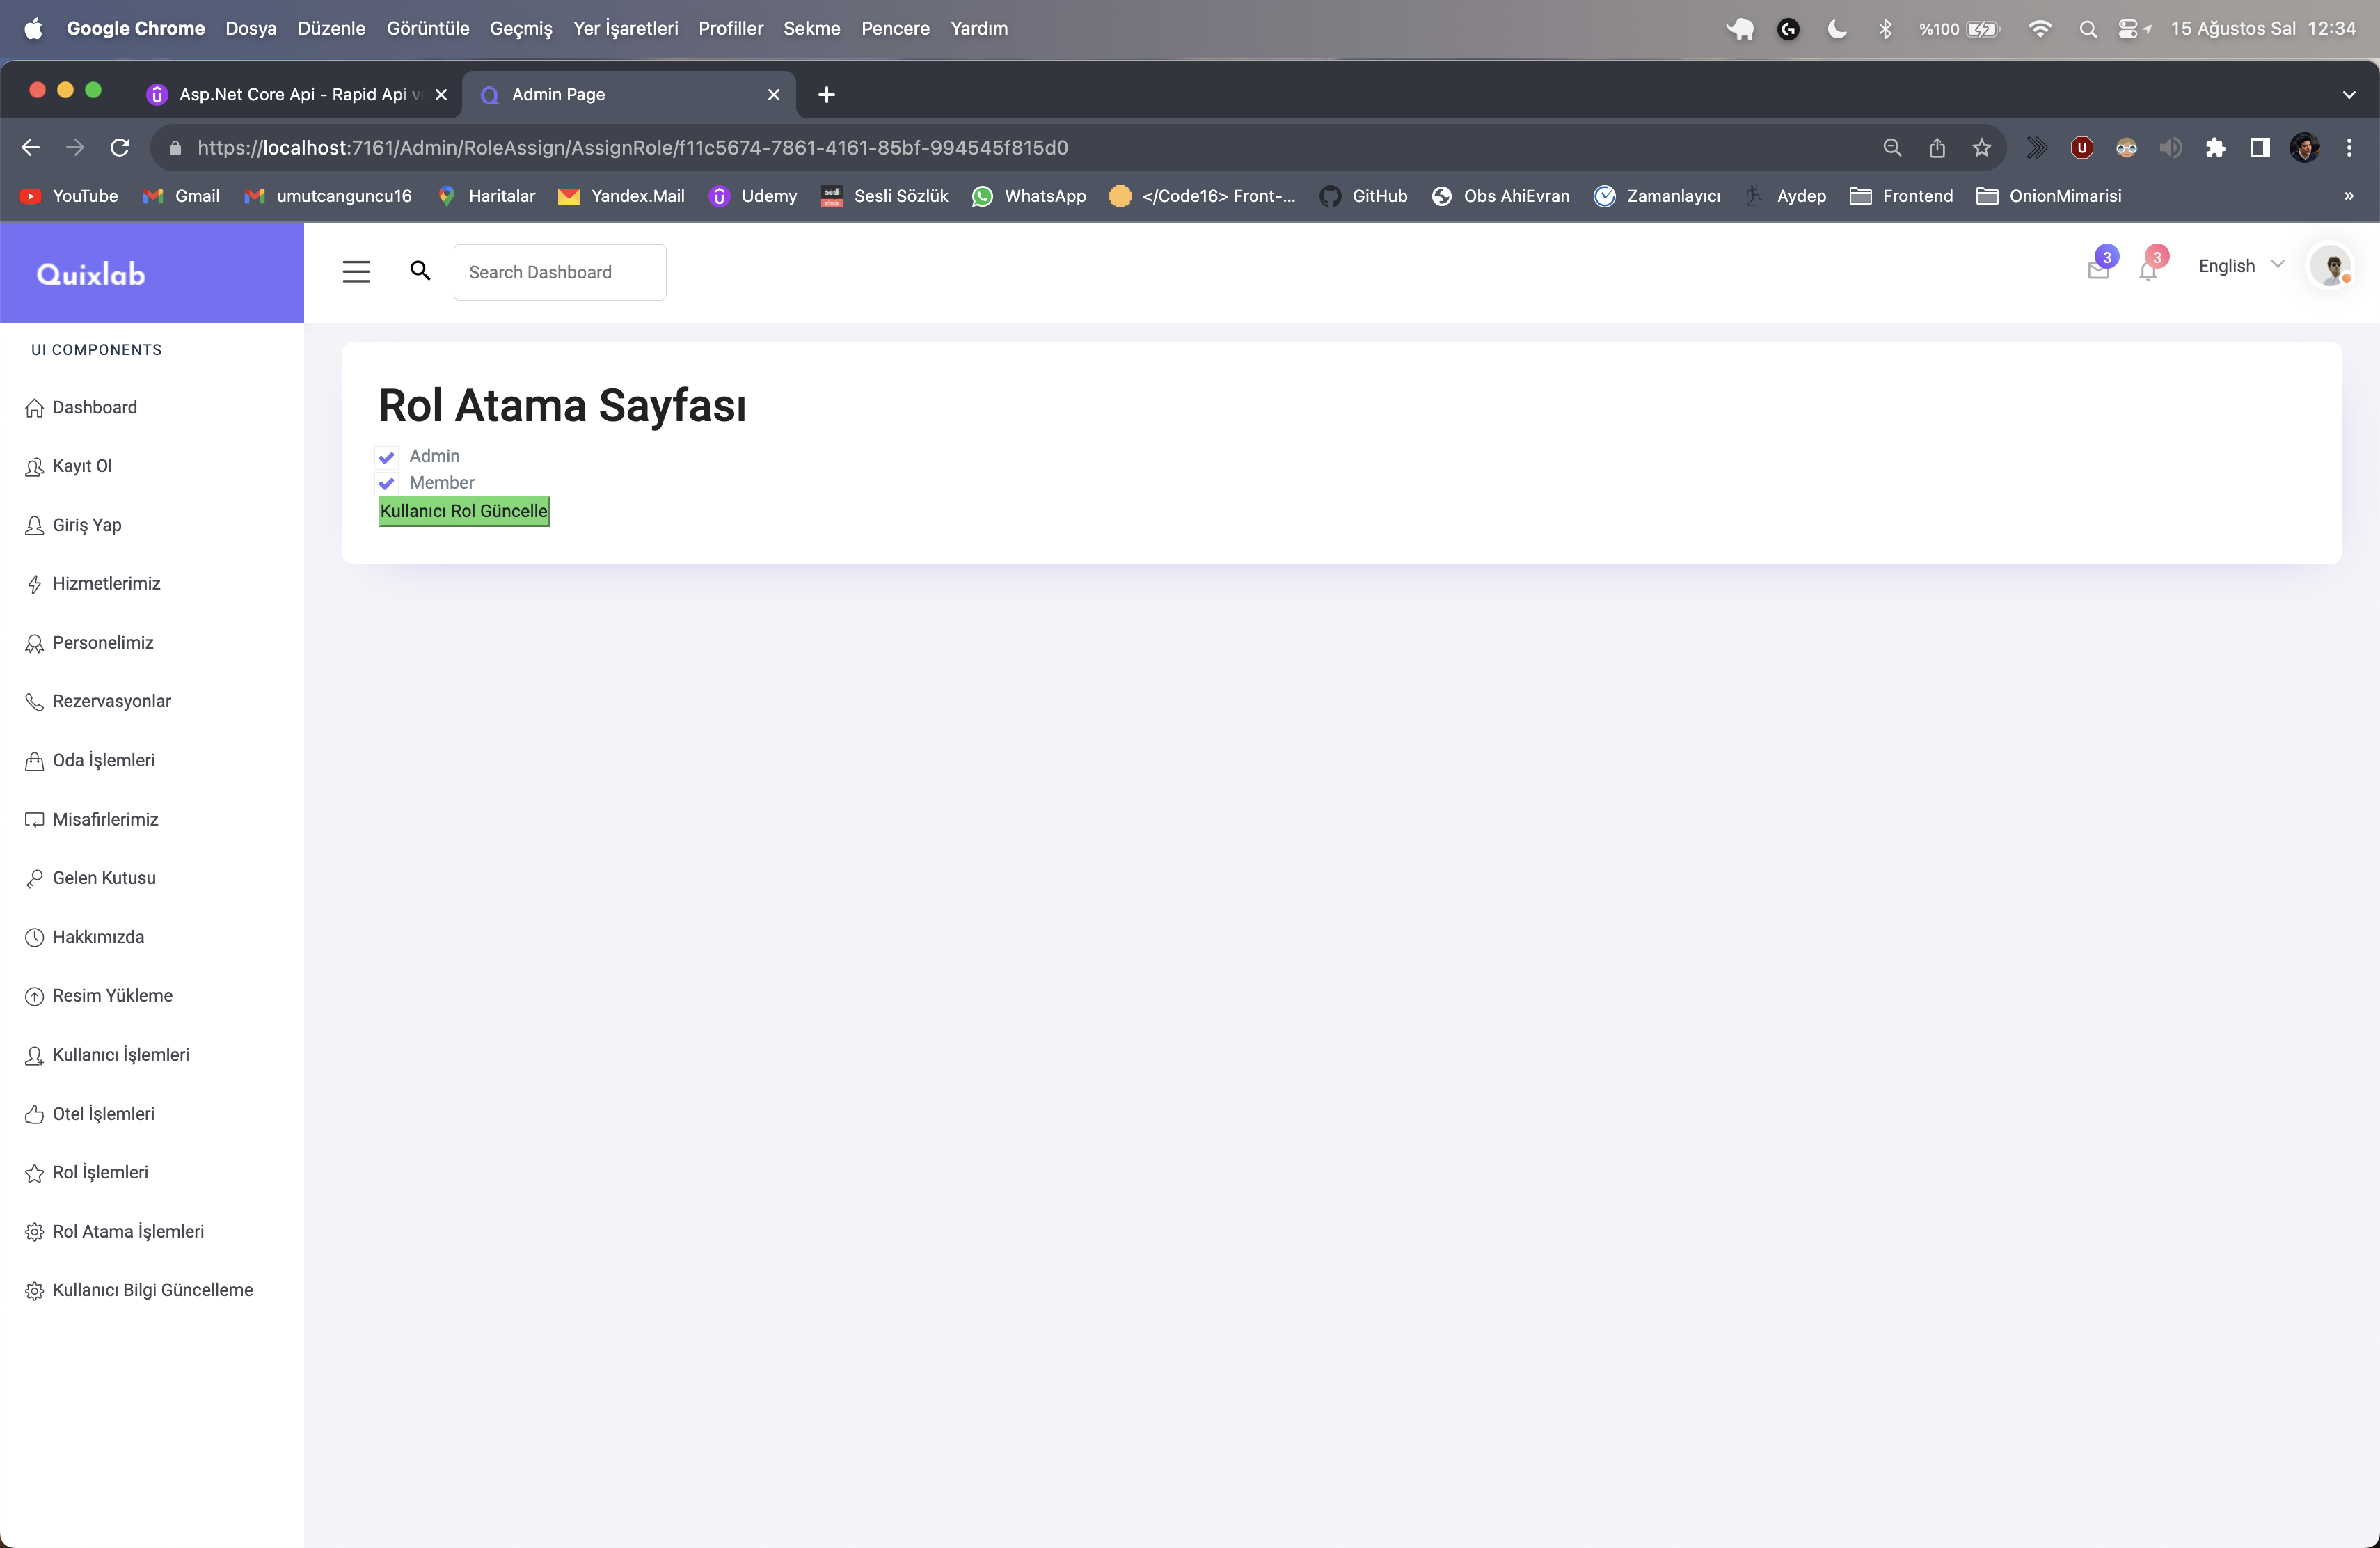 Google Chrome Dosya Düzenle Görüntüle Geçmiş Yer İşaretleri Profiller Sekme Pencere Yardım %100 15 Ağustos Sal 12:34
Asp.Net Core Api - Rapid Api v Admin Page
https://localhost:7161/Admin/RoleAssign/AssignRole/f11c5674-7861-4161-85bf-994545f815d0
YouTube Gmail umutcanguncu16 Haritalar Yandex.Mail Udemy Sesli Sözlük WhatsApp </Code16> Front-... GitHub Obs AhiEvran Zamanlayıcı Aydep Frontend OnionMimarisi »
Quixlab
Search Dashboard
3 3 English
UI COMPONENTS
Dashboard
Kayıt Ol
Giriş Yap
Hizmetlerimiz
Personelimiz
Rezervasyonlar
Oda İşlemleri
Misafirlerimiz
Gelen Kutusu
Hakkımızda
Resim Yükleme
Kullanıcı İşlemleri
Otel İşlemleri
Rol İşlemleri
Rol Atama İşlemleri
Kullanıcı Bilgi Güncelleme
Rol Atama Sayfası
Admin
Member
Kullanıcı Rol Güncelle